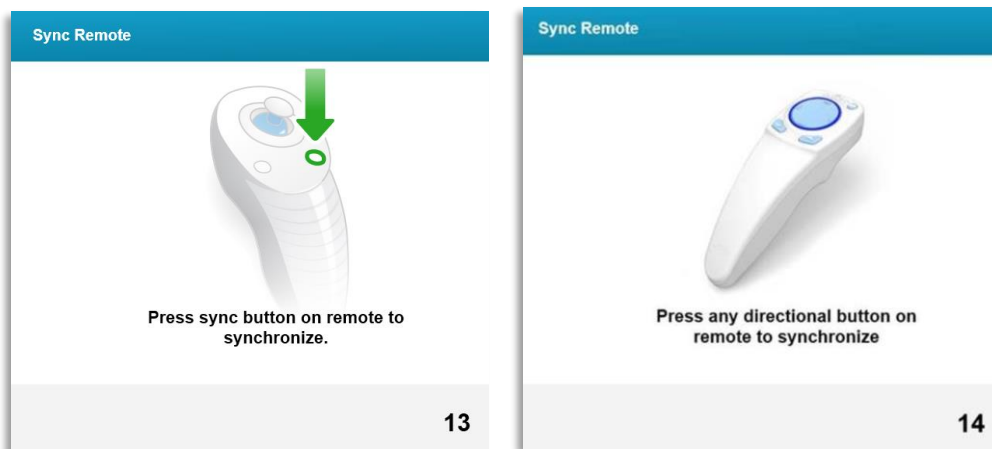 Sync Remote
Press sync button on remote to
synchronize.
13
Sync Remote
Press any directional button on
remote to synchronize
14